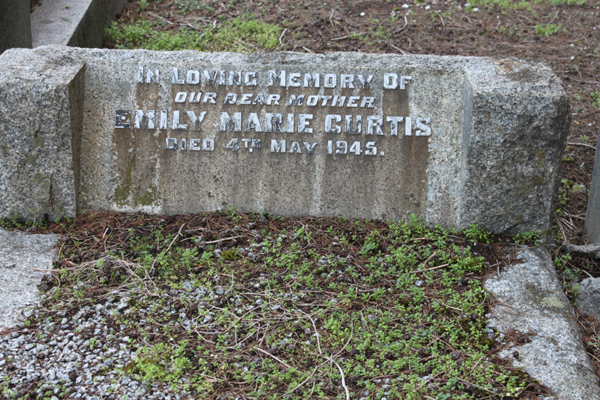 IN LOVING MEMORY OF
OUR DEAR MOTHER
EMILY MARIE CURTIS.
DIED 4TH MAY 1945.